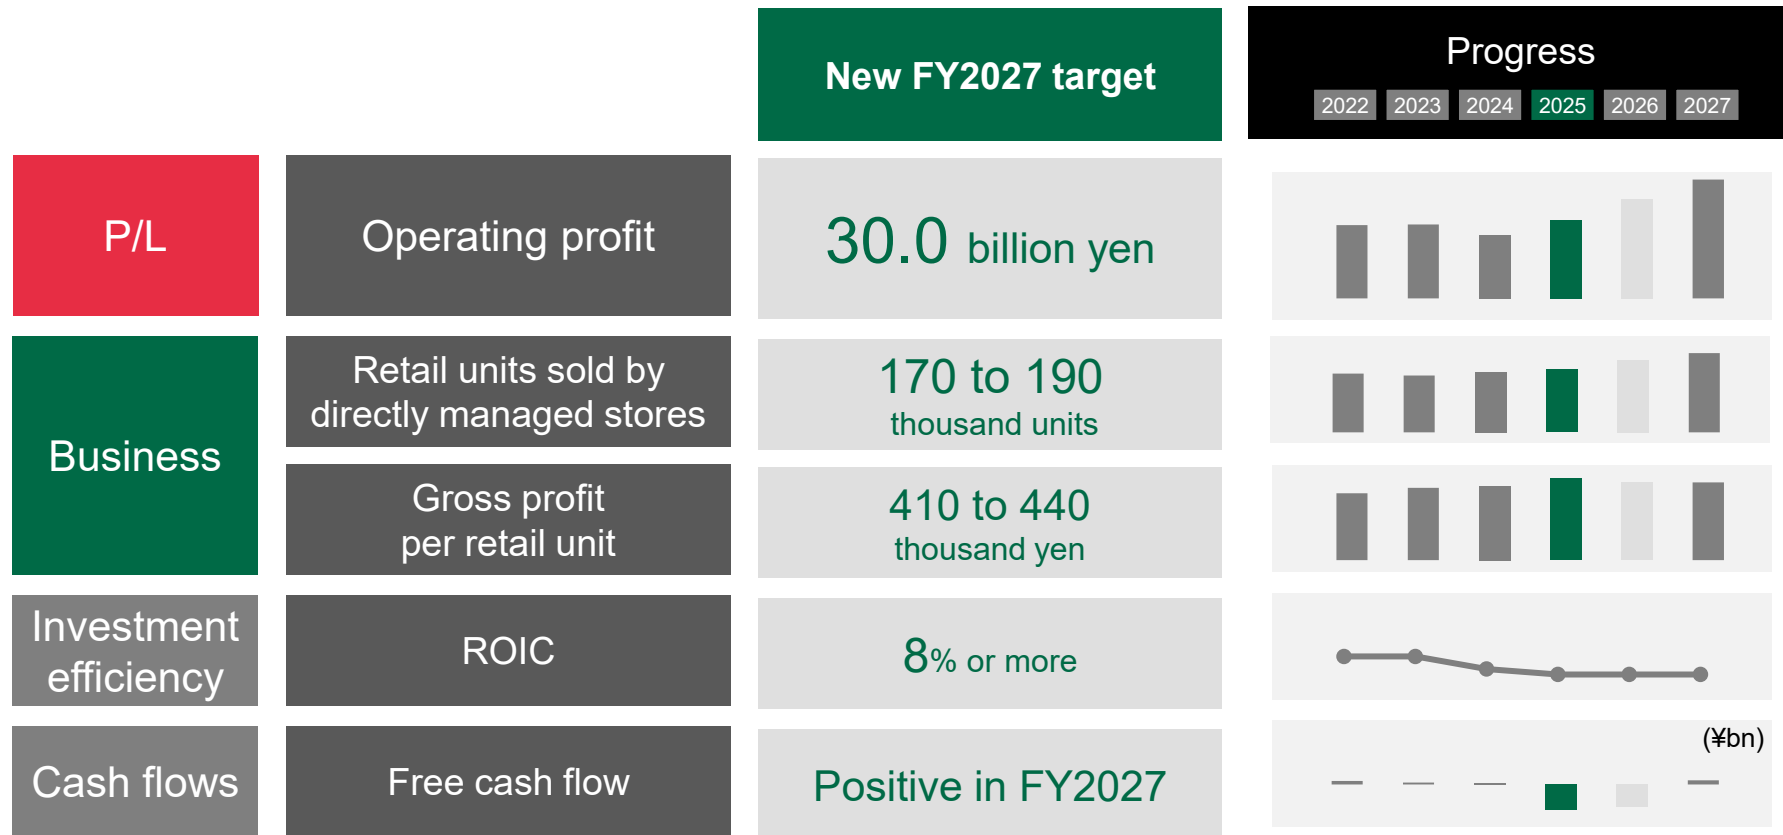 New FY2027 target
Progress
2022 2023 2024 2025 2026 2027
P/L
Operating profit
30.0 billion yen
Business
Retail units sold by
directly managed stores
170 to 190
thousand units
Gross profit
per retail unit
410 to 440
thousand yen
Investment
efficiency
ROIC
8% or more
Cash flows
Free cash flow
Positive in FY2027
(¥bn)